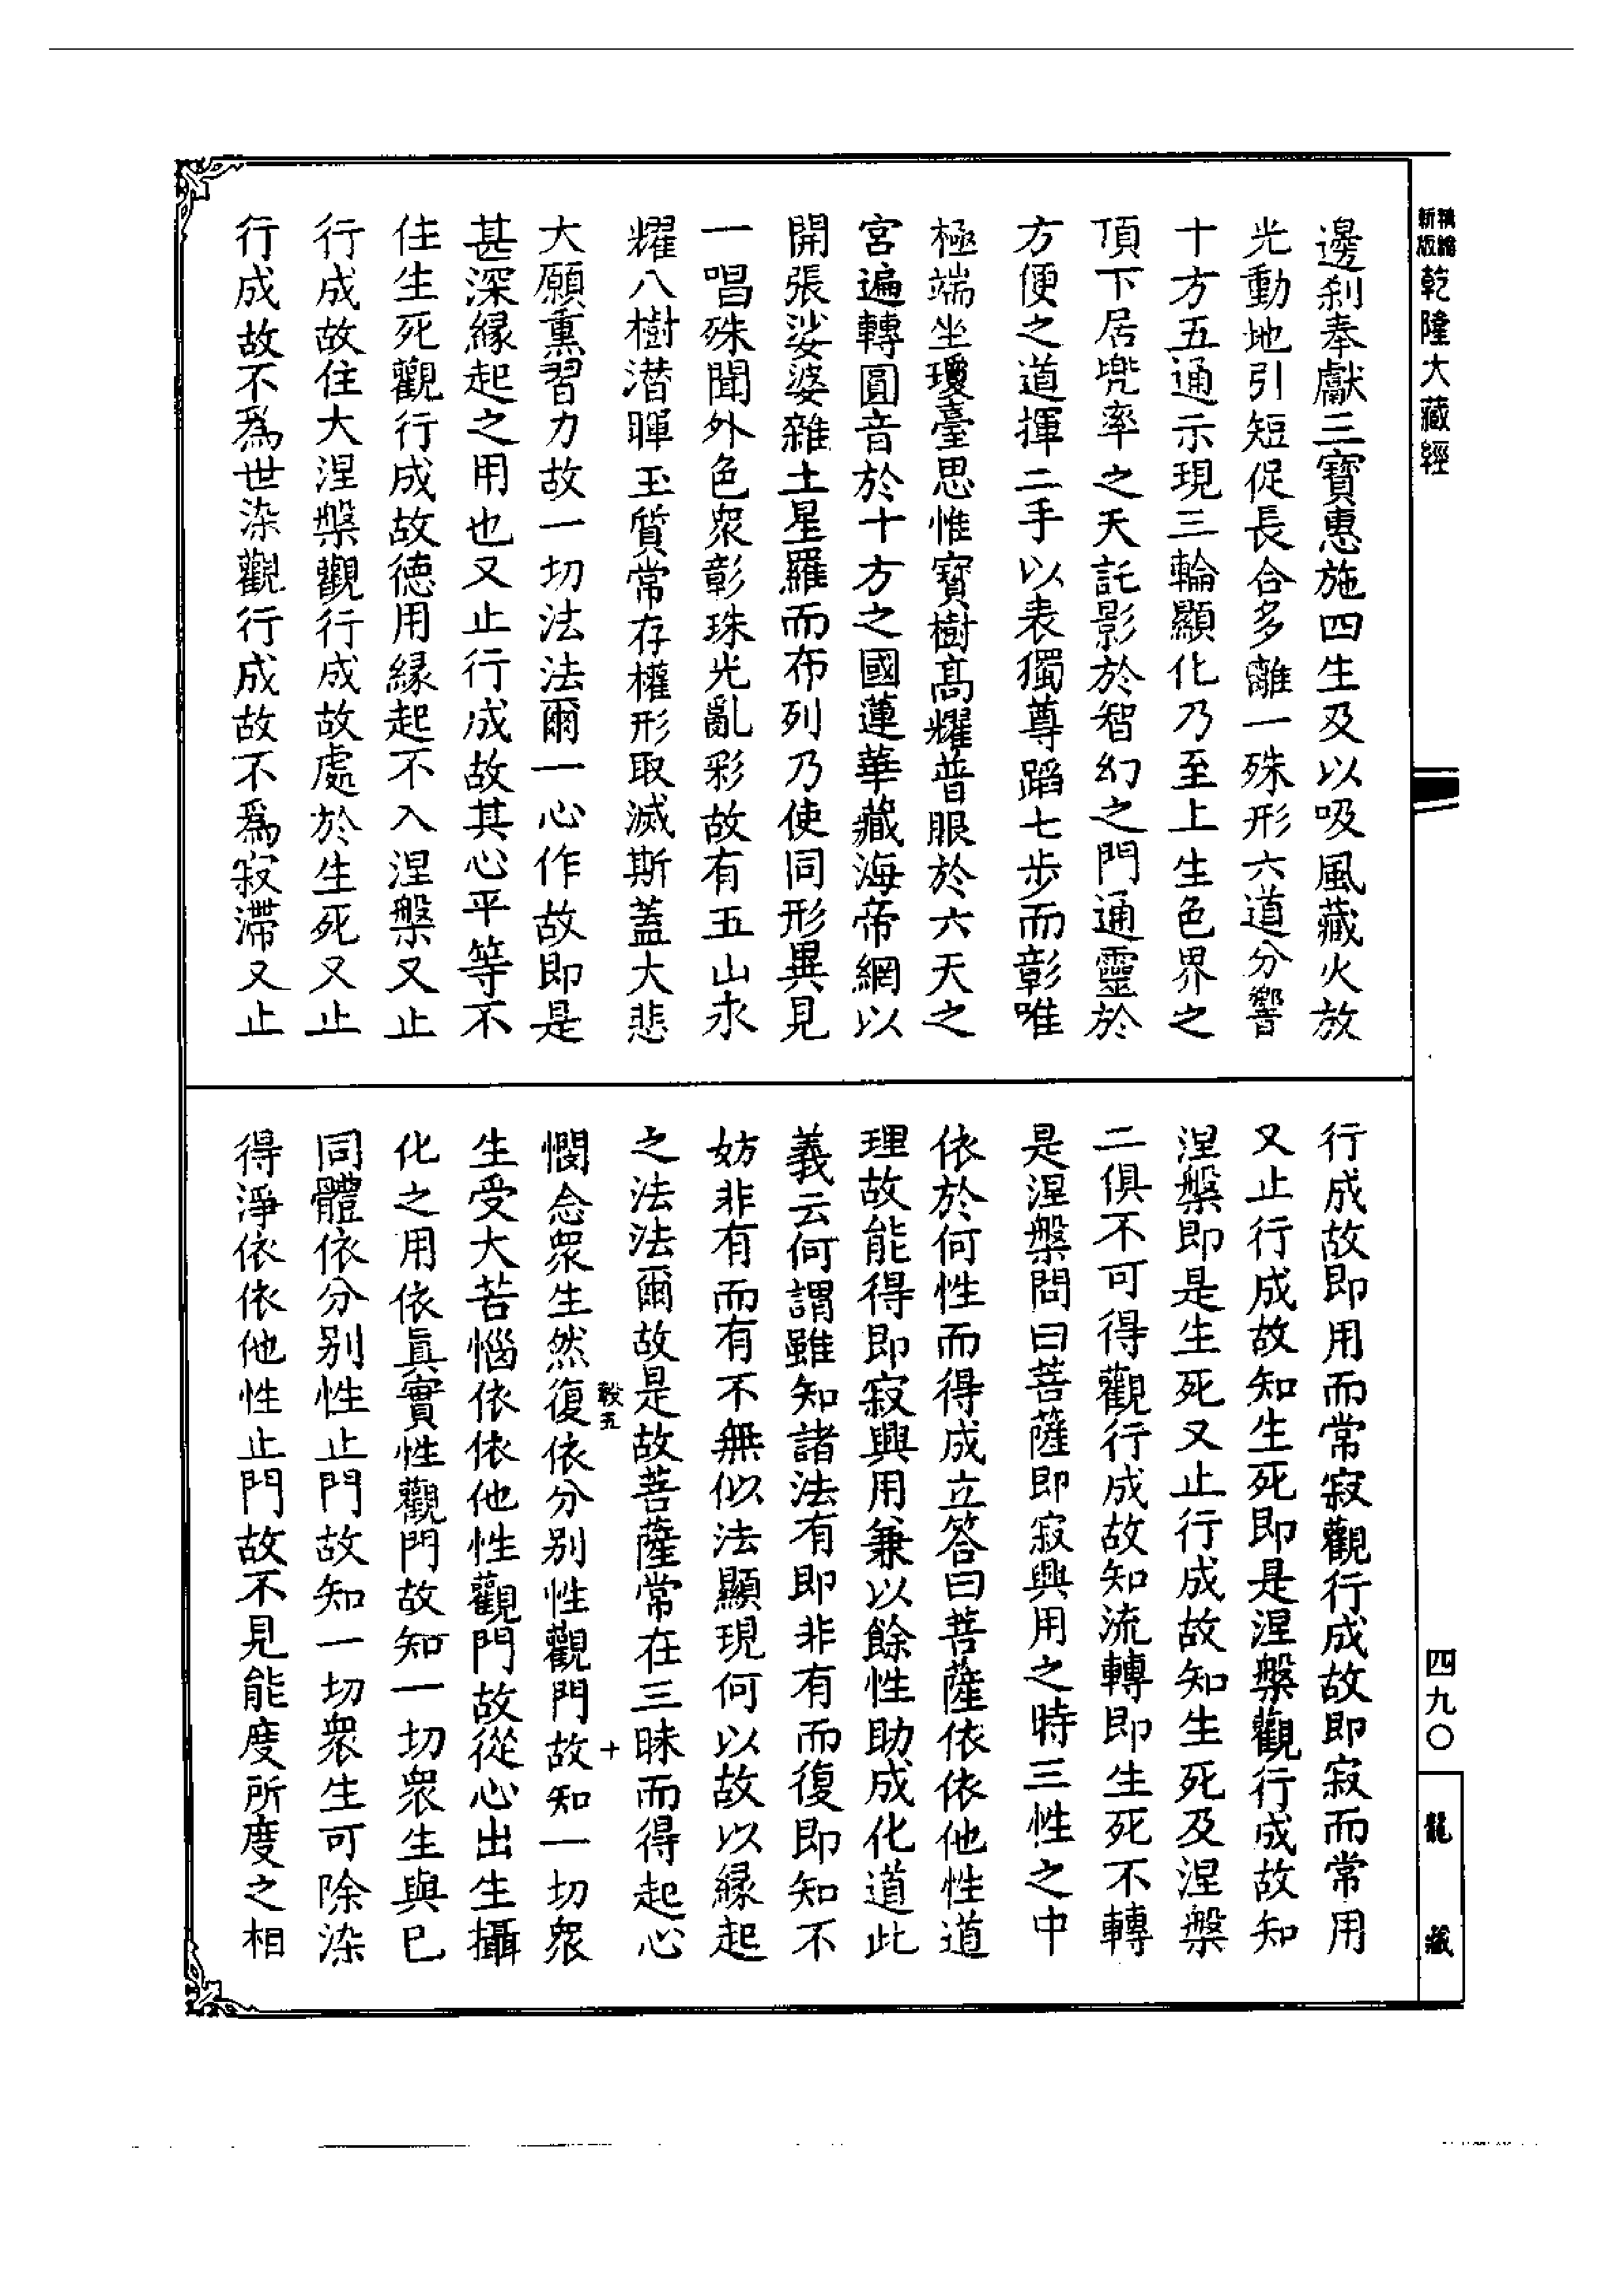 精縮新版乾隆大藏經
邊刹奉獻三寶惠施四生及以吸風藏火放
光動地引短促長合多離一殊形六道分響
十方五通示現三輪顯化乃至上生色界之
頂下居兜率之天託影於智幻之門通靈於
方便之道揮二手以表獨尊蹈七步而彰唯
極端坐瓊臺思惟寶樹高耀普眼於六天之
宮遍轉圓音於十方之國蓮華藏海帝網以
開張娑婆雜土星羅而布列乃使同形異見
一唱殊聞外色衆彰珠光亂彩故有五山永
耀八樹潛暉玉質常存權形取滅斯蓋大悲
大願熏習力故一切法法爾一心作故即是
甚深緣起之用也又止行成故其心平等不
住生死觀行成故德用緣起不入涅槃又止
行成故住大涅槃觀行成故處於生死又止
行成故不爲世染觀行成故不爲寂滯又止
行成故即用而常寂觀行成故即寂而常用
又止行成故知生死即是涅槃觀行成故知
涅槃即是生死又止行成故知生死及涅槃
二俱不可得觀行成故知流轉即生死不轉
是涅槃問曰菩薩即寂興用之時三性之中
依於何性而得成立答曰菩薩依依他性道
理故能得即寂興用兼以餘性助成化道此
義云何謂雖知諸法有即非有而復即知不
妨非有而有不無似法顯現何以故以緣起
之法法爾故是故菩薩常在三昧而得起心
憫念衆生然復依分別性觀門故知一切衆
生受大苦惱依依他性觀門故從心出生攝
化之用依眞實性觀門故知一切衆生與已
同體依分別性止門故知一切衆生可除染
得淨依依他性止門故不見能度所度之相
十
四九〇
龍藏